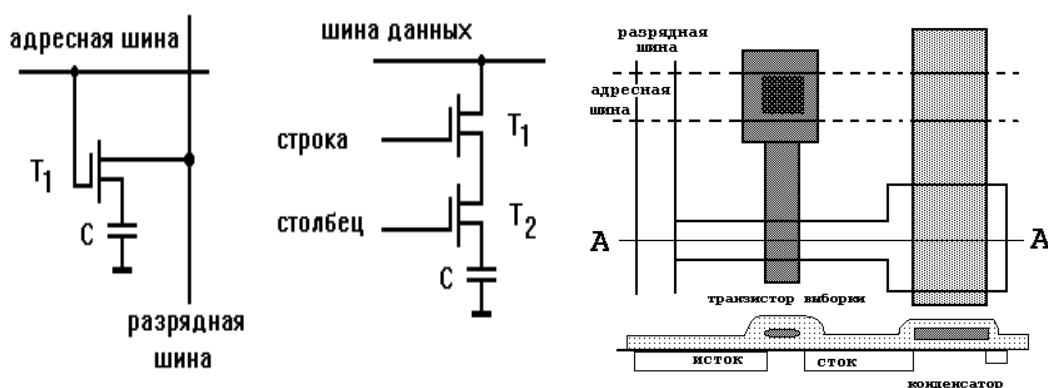 адресная шина
T1
C
разрядная
шина
шина данных
строка
T1
столбец
T2
C
разрядная
шина
адресная
шина
A
A
транзистор выборки
исток
сток
конденсатор